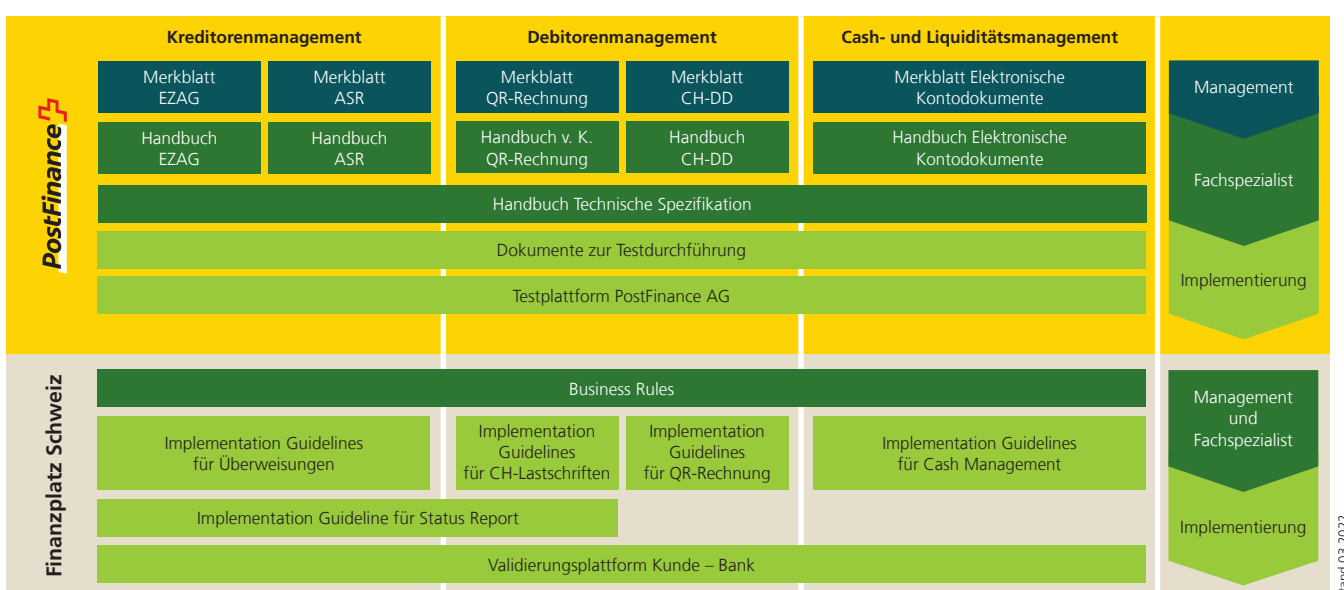 Kreditorenmanagement
Debitorenmanagement
Cash- und Liquiditätsmanagement
PostFinance
Merkblatt
EZAG
Merkblatt
ASR
Merkblatt
QR-Rechnung
Merkblatt
CH-DD
Merkblatt Elektronische
Kontodokumente
Management
Handbuch
EZAG
Handbuch
ASR
Handbuch v. K.
QR-Rechnung
Handbuch
CH-DD
Handbuch Elektronische
Kontodokumente
Fachspezialist
Handbuch Technische Spezifikation
Dokumente zur Testdurchführung
Testplattform PostFinance AG
Implementierung
Finanzplatz Schweiz
Business Rules
Management
und
Fachspezialist
Implementation Guidelines
für Überweisungen
Implementation
Guidelines
für CH-Lastschriften
Implementation
Guidelines
für QR-Rechnung
Implementation Guidelines
für Cash Management
Implementation Guideline für Status Report
Implementierung
Validierungsplattform Kunde – Bank
03.2022